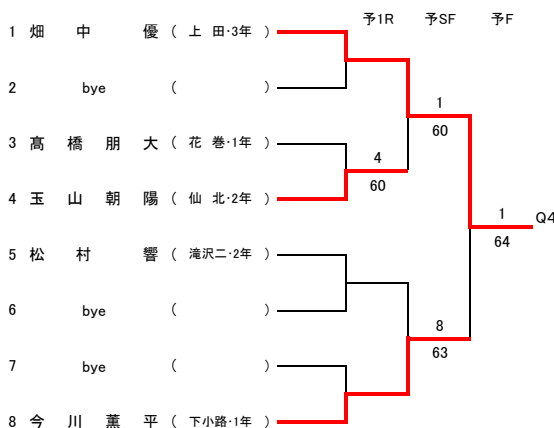 予1R 予SF 予F
1 畑中 優 ( 上 田・3年 )
2 bye ( )
1
60
3 髙橋朋大 ( 花 巻・1年 )
4
60
4 玉山朝陽 ( 仙 北・2年 )
1 Q4
64
5 松村 響 ( 滝沢二・2年 )
6 bye ( )
8
63
7 bye ( )
8 今川薫平 ( 下小路・1年 )